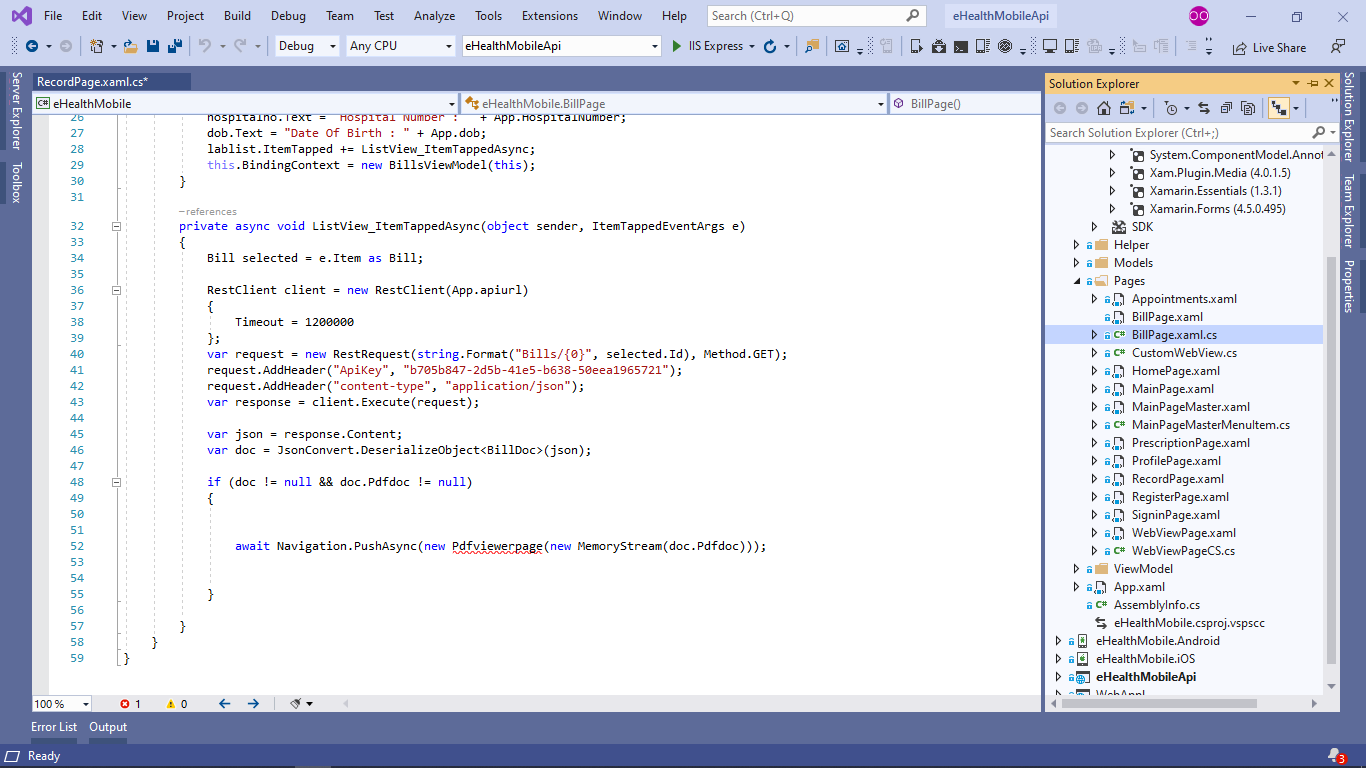 File Edit View Project Build Debug Team Test Analyze Tools Extensions Window Help Search (Ctrl+Q) eHealthMobileApi OO
Debug Any CPU eHealthMobileApi IIS Express Live Share
RecordPage.xaml.cs*
eHealthMobile eHealthMobile.BillPage BillPage()
26 hospitalno.Text = "Hospital Number : " + App.HospitalNumber;
27 dob.Text = "Date Of Birth : " + App.dob;
28 lablist.ItemTapped += ListView_ItemTappedAsync;
29 this.BindingContext = new BillsViewModel(this);
30 }
31
–references
32 private async void ListView_ItemTappedAsync(object sender, ItemTappedEventArgs e)
33 {
34 Bill selected = e.Item as Bill;
35
36 RestClient client = new RestClient(App.apiurl)
37 {
38 Timeout = 1200000
39 };
40 var request = new RestRequest(string.Format("Bills/{0}", selected.Id), Method.GET);
41 request.AddHeader("ApiKey", "b705b847-2d5b-41e5-b638-50eea1965721");
42 request.AddHeader("content-type", "application/json");
43 var response = client.Execute(request);
44
45 var json = response.Content;
46 var doc = JsonConvert.DeserializeObject<BillDoc>(json);
47
48 if (doc != null && doc.Pdfdoc != null)
49 {
50
51
52 await Navigation.PushAsync(new Pdfviewerpage(new MemoryStream(doc.Pdfdoc)));
53
54
55 }
56
57 }
58 }
59 }
100 % 1 0
Error List Output
Ready
3
Server Explorer
Toolbox
Solution Explorer
Search Solution Explorer (Ctrl+;)
System.ComponentModel.Annot
Xam.Plugin.Media (4.0.1.5)
Xamarin.Essentials (1.3.1)
Xamarin.Forms (4.5.0.495)
SDK
Helper
Models
Pages
Appointments.xaml
BillPage.xaml
BillPage.xaml.cs
CustomWebView.cs
HomePage.xaml
MainPage.xaml
MainPageMaster.xaml
MainPageMasterMenuItem.cs
PrescriptionPage.xaml
ProfilePage.xaml
RecordPage.xaml
RegisterPage.xaml
SigninPage.xaml
WebViewPage.xaml
WebViewPageCS.cs
ViewModel
App.xaml
AssemblyInfo.cs
eHealthMobile.csproj.vspscc
eHealthMobile.Android
eHealthMobile.iOS
eHealthMobileApi
WebAppl
Solution Explorer
Team Explorer
Properties